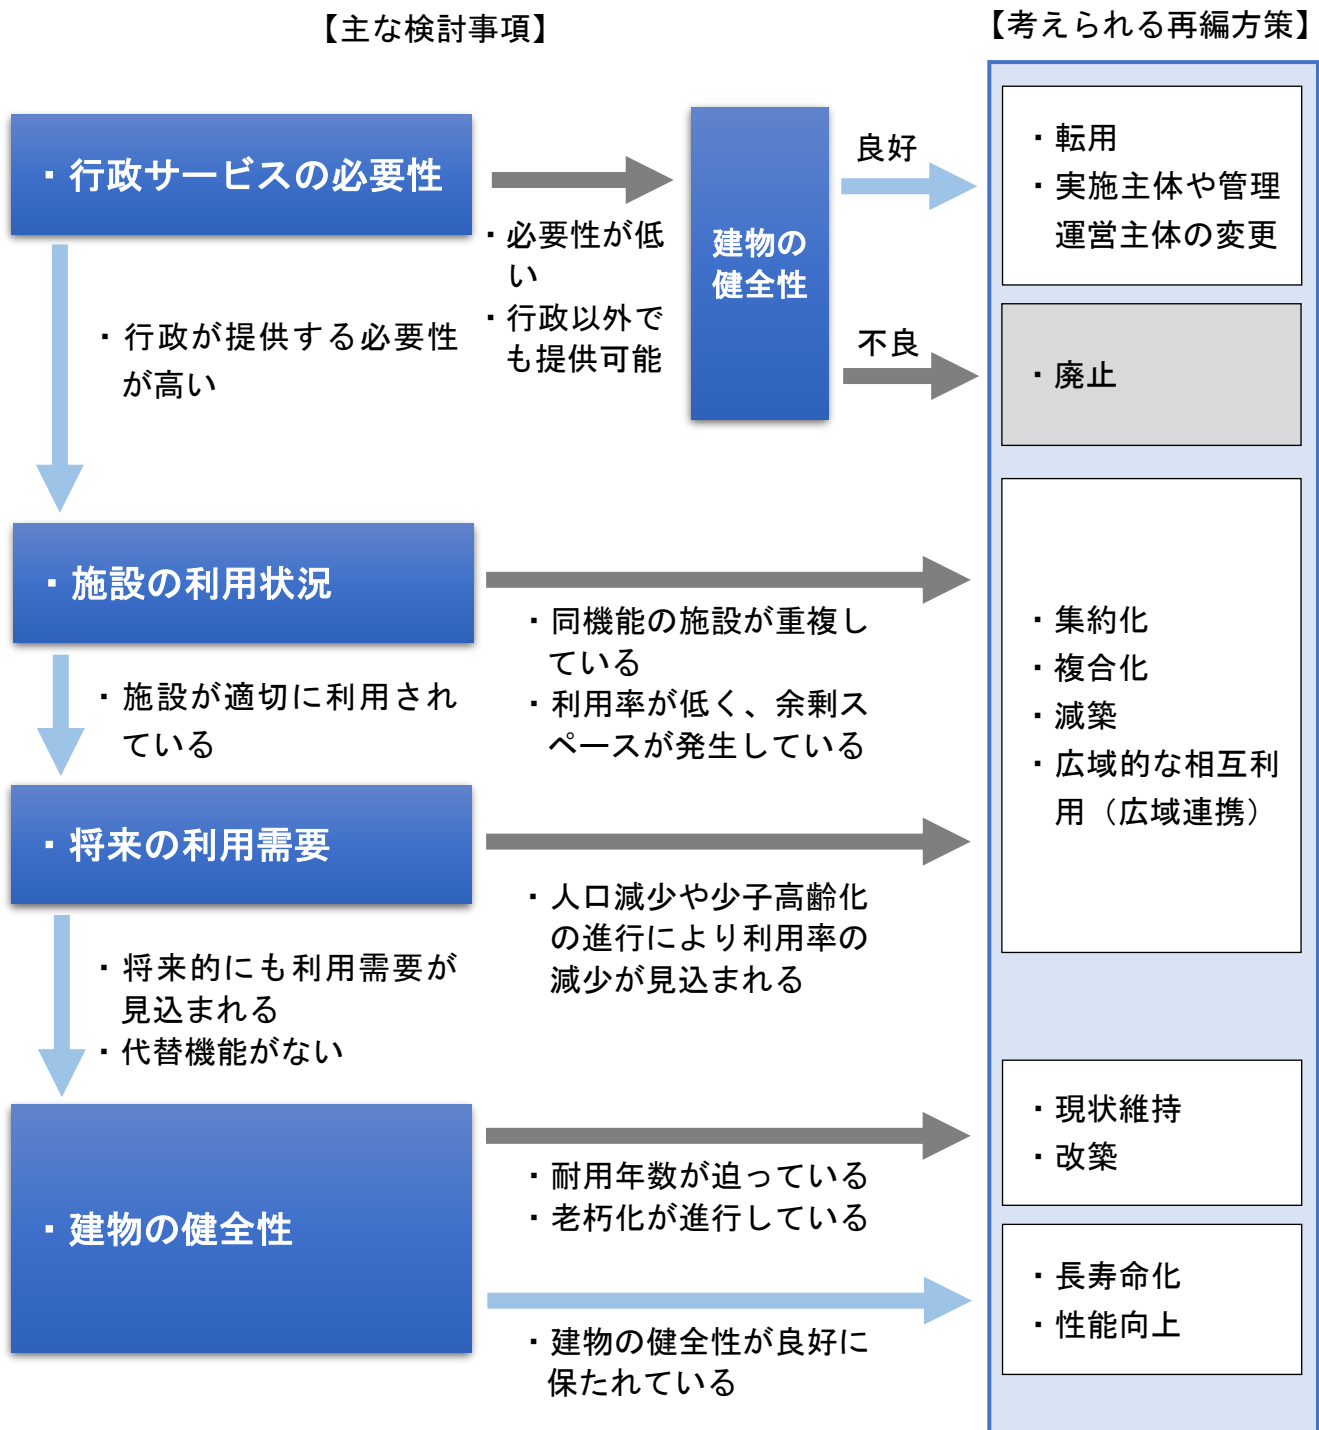 【主な検討事項】
【考えられる再編方策】
・行政サービスの必要性
・必要性が低
い
・行政以外で
も提供可能
建物の
健全性
良好
不良
・転用
・実施主体や管理
運営主体の変更
・廃止
・行政が提供する必要性
が高い
・施設の利用状況
・同機能の施設が重複し
ている
・利用率が低く、余剰ス
ペースが発生している
・集約化
・複合化
・減築
・広域的な相互利
用（広域連携）
・施設が適切に利用され
ている
・将来の利用需要
・人口減少や少子高齢化
の進行により利用率の
減少が見込まれる
・将来的にも利用需要が
見込まれる
・代替機能がない
・建物の健全性
・耐用年数が迫っている
・老朽化が進行している
・現状維持
・改築
・建物の健全性が良好に
保たれている
・長寿命化
・性能向上